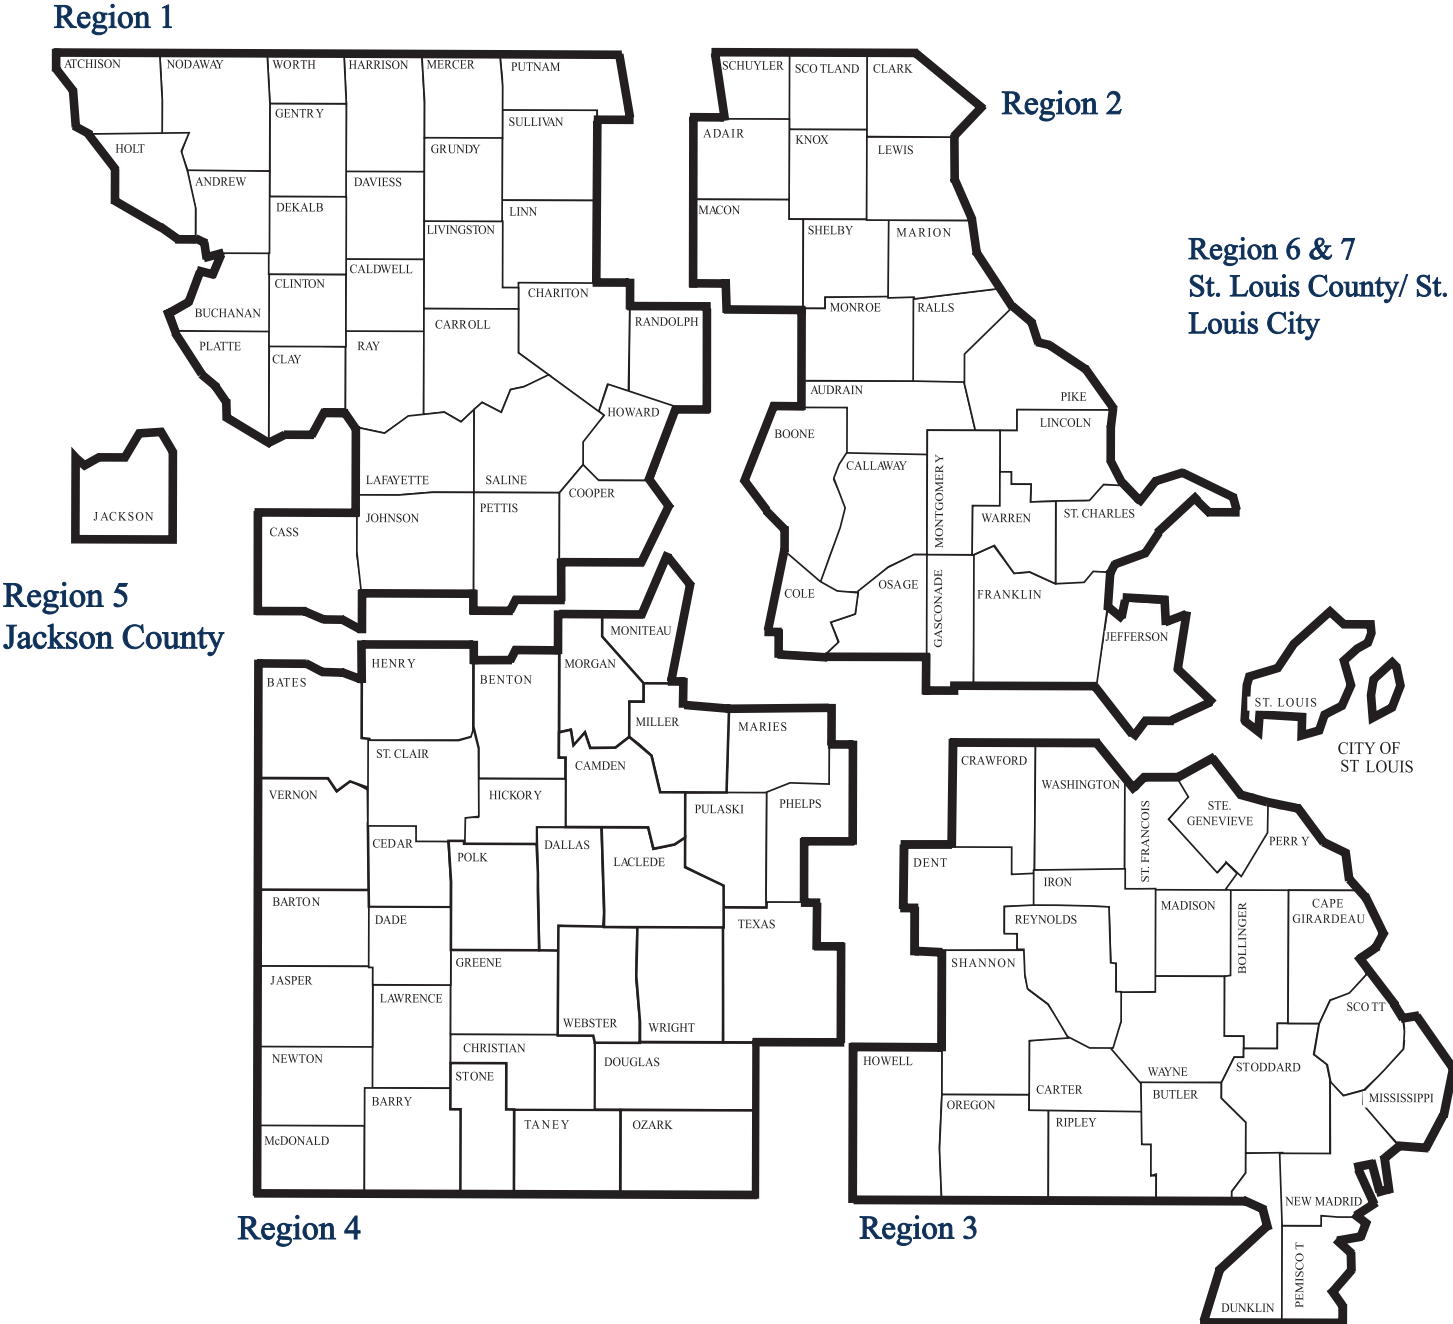 Region 1
ATCHISON
NODAWAY
WORTH
HARRISON
MERCER
PUTNAM
GENTRY
SULLIVAN
HOLT
GRUNDY
ANDREW
DAVIESS
DEKALB
LINN
LIVINGSTON
CALDWELL
CLINTON
CHARITON
BUCHANAN
CARROLL
RANDOLPH
PLATTE
CLAY
RAY
HOWARD
LAFAYETTE
SALINE
COOPER
PETTIS
JOHNSON
CASS
Region 2
SCHUYLER
SCOTLAND
CLARK
ADAIR
KNOX
LEWIS
MACON
SHELBY
MARION
MONROE
RALLS
AUDRAIN
PIKE
LINCOLN
BOONE
CALLAWAY
MONTGOMERY
WARREN
ST. CHARLES
COLE
OSAGE
GASCONADE
FRANKLIN
JEFFERSON
Region 6 & 7
St. Louis County/ St.
Louis City
ST. LOUIS
CITY OF
ST LOUIS
JACKSON
Region 5
Jackson County
MONITEAU
HENRY
MORGAN
BENTON
BATES
MILLER
MARIES
ST. CLAIR
CAMDEN
VERNON
HICKORY
PULASKI
PHELPS
CEDAR
DALLAS
POLK
LACLEDE
BARTON
DADE
TEXAS
GREENE
JASPER
LAWRENCE
WEBSTER
WRIGHT
CHRISTIAN
NEWTON
DOUGLAS
STONE
BARRY
TANEY
OZARK
McDONALD
Region 4
CRAWFORD
WASHINGTON
ST. FRANCOIS
STE.
GENEVIEVE
PERRY
DENT
IRON
MADISON
BOLLINGER
CAPE
GIRARDEAU
REYNOLDS
SHANNON
SCOTT
HOWELL
WAYNE
STODDARD
CARTER
BUTLER
MISSISSIPPI
OREGON
RIPLEY
NEW MADRID
PEMISCOT
DUNKLIN
Region 3